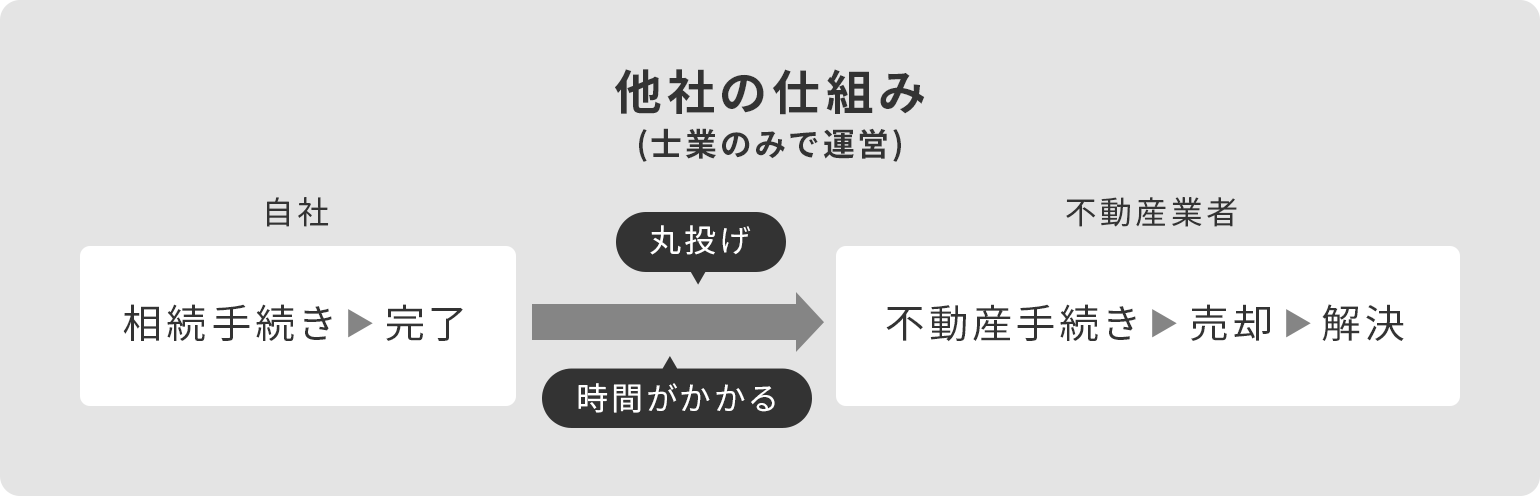 他社の仕組み
(士業のみで運営)
自社
相続手続き▶完了
丸投げ
時間がかかる
不動産業者
不動産手続き▶売却▶解決